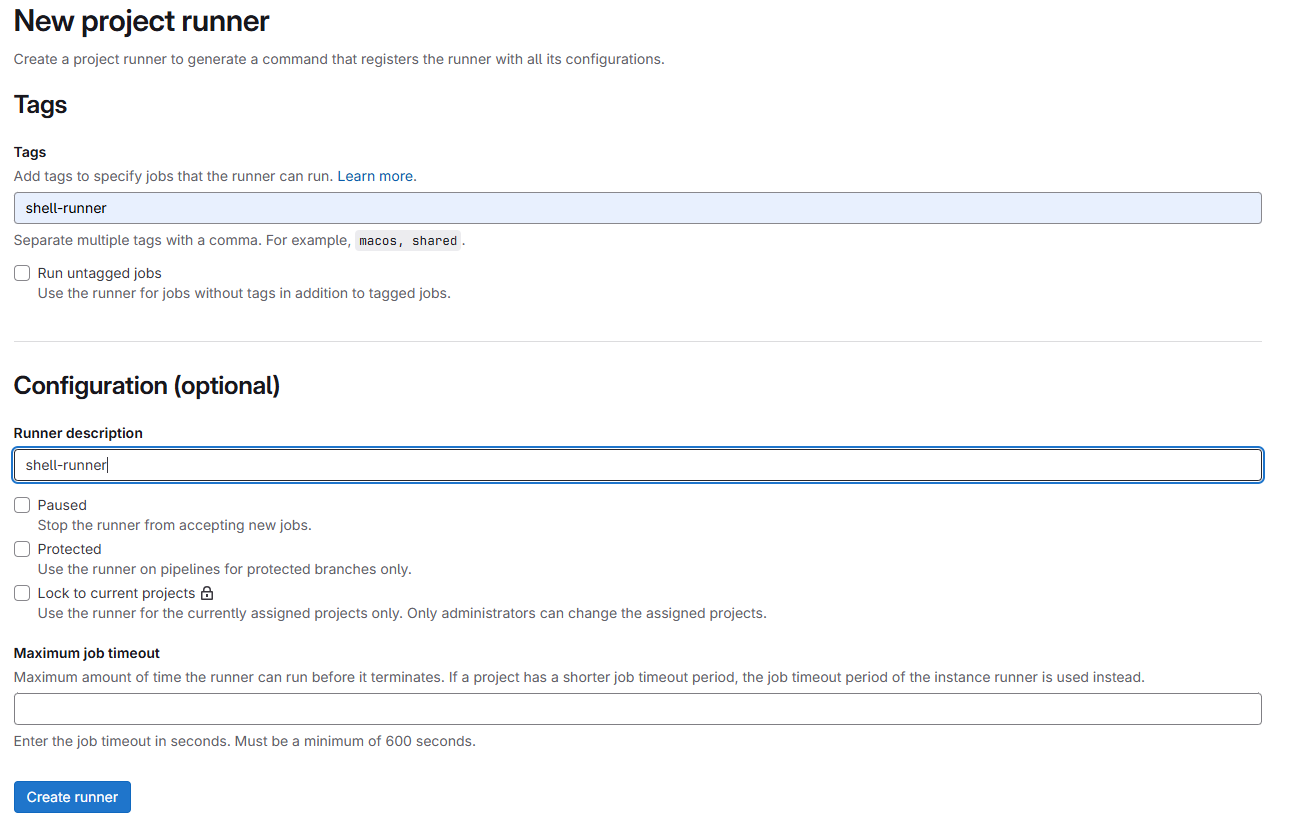 New project runner
Create a project runner to generate a command that registers the runner with all its configurations.
Tags
Tags
Add tags to specify jobs that the runner can run. Learn more.
shell-runner
Separate multiple tags with a comma. For example, macos, shared.
Run untagged jobs
Use the runner for jobs without tags in addition to tagged jobs.
Configuration (optional)
Runner description
shell-runner
Paused
Stop the runner from accepting new jobs.
Protected
Use the runner on pipelines for protected branches only.
Lock to current projects
Use the runner for the currently assigned projects only. Only administrators can change the assigned projects.
Maximum job timeout
Maximum amount of time the runner can run before it terminates. If a project has a shorter job timeout period, the job timeout period of the instance runner is used instead.
Enter the job timeout in seconds. Must be a minimum of 600 seconds.
Create runner